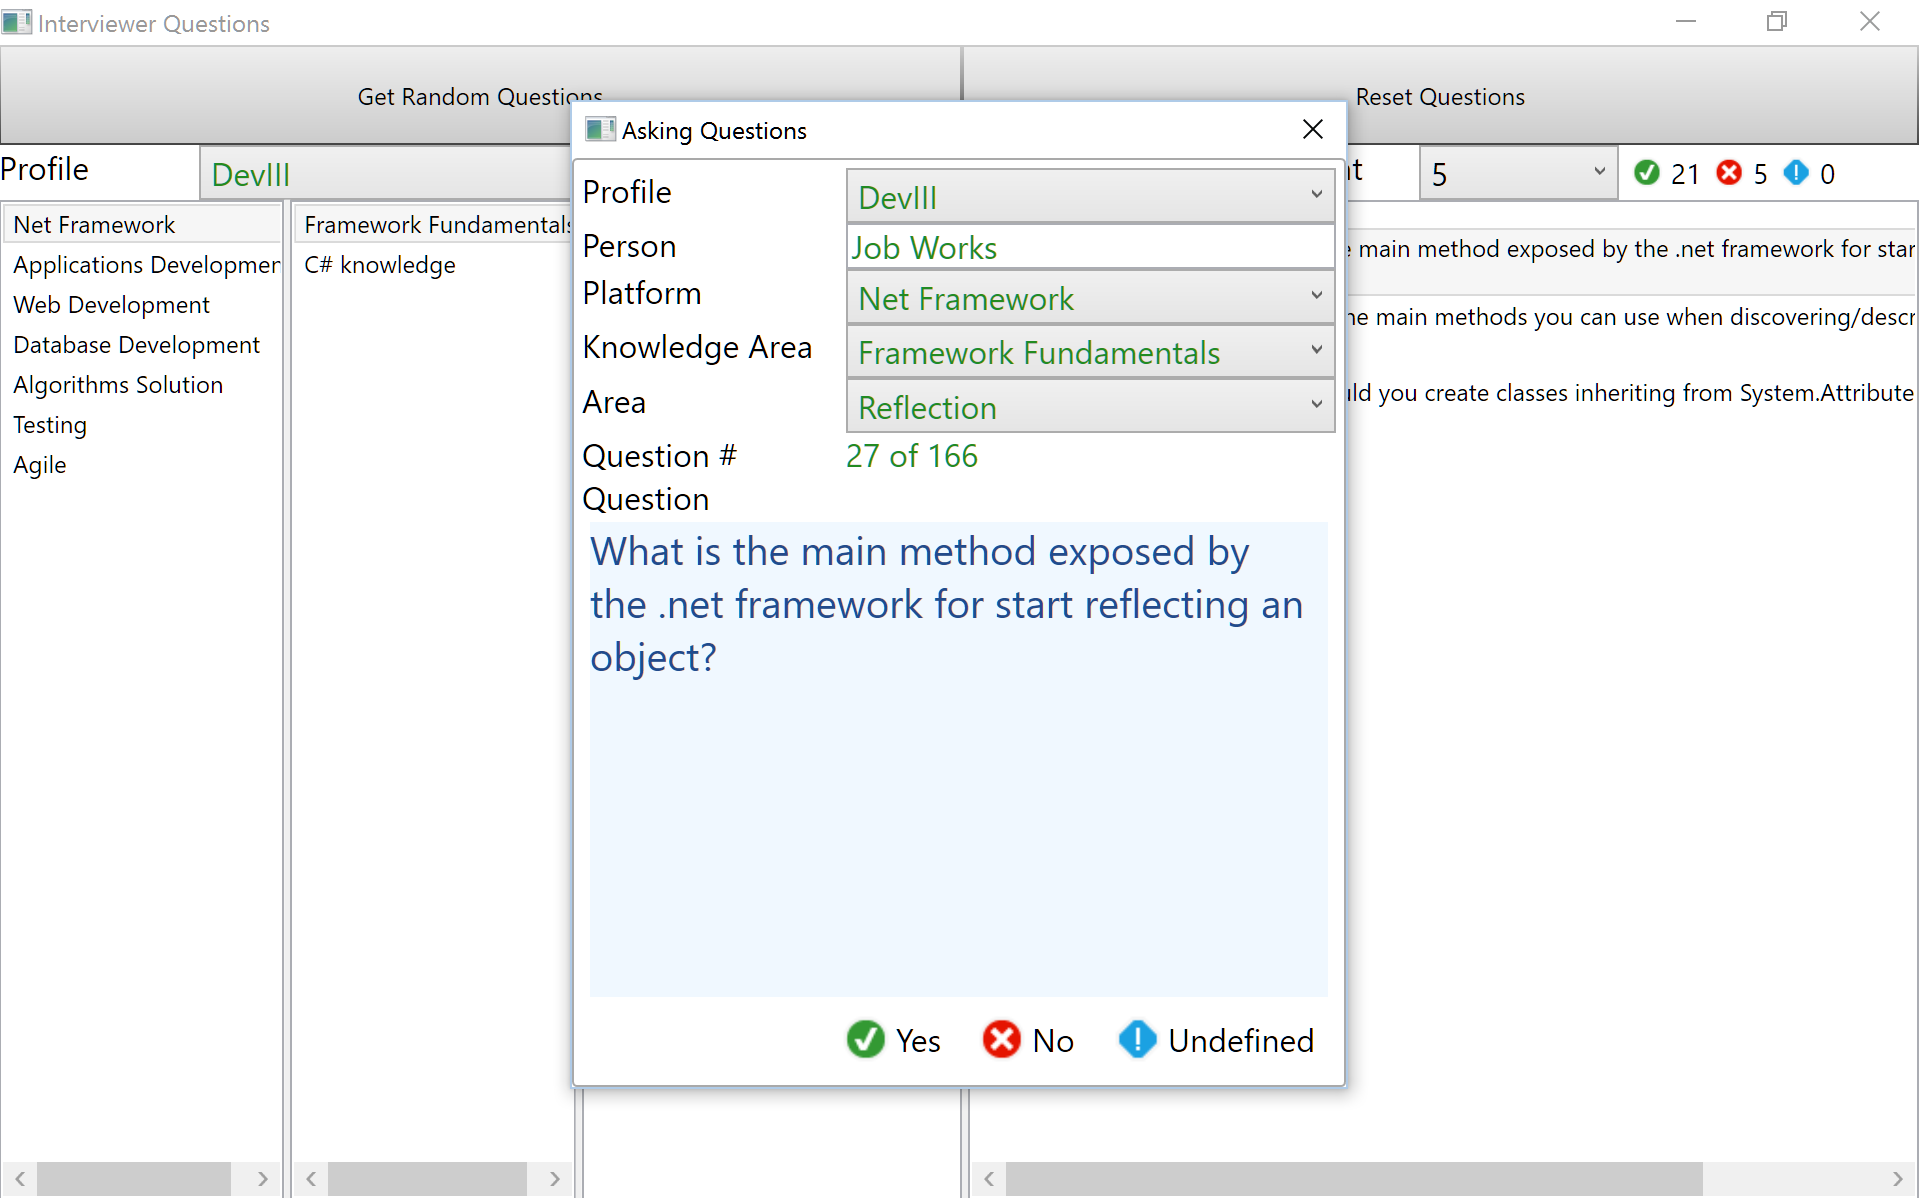 Interviewer Questions
Get Random Questions
Reset Questions
Profile
DevIII
5
21
5
0
Net Framework
Applications Developmen
Web Development
Database Development
Algorithms Solution
Testing
Agile
Framework Fundamentals
C# knowledge
main method exposed by the .net framework for star
main methods you can use when discovering/descr
you create classes inheriting from System.Attribute
Asking Questions
Profile
DevIII
Person
Job Works
Platform
Net Framework
Knowledge Area
Framework Fundamentals
Area
Reflection
Question #
27 of 166
Question
What is the main method exposed by
the .net framework for start reflecting an
object?
Yes
No
Undefined